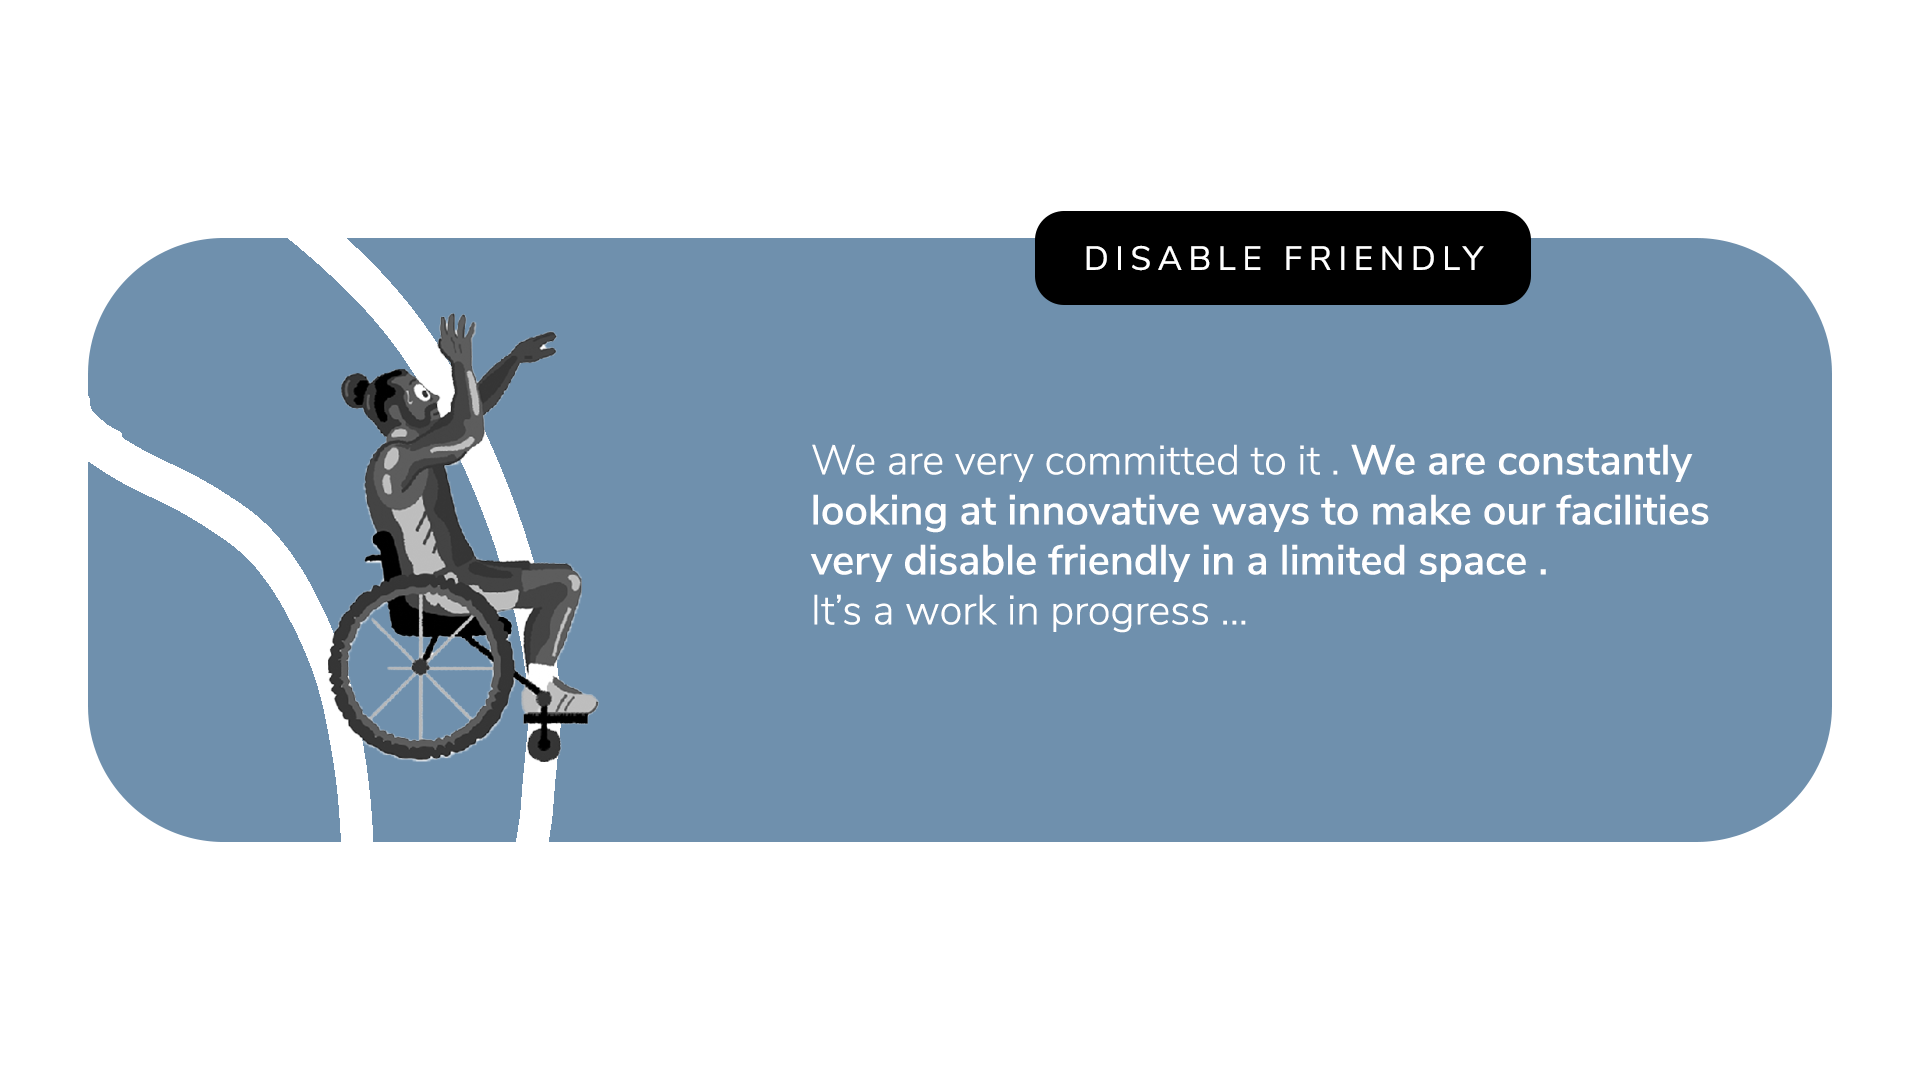 DISABLE FRIENDLY
We are very committed to it . We are constantly
looking at innovative ways to make our facilities
very disable friendly in a limited space .
It’s a work in progress ...